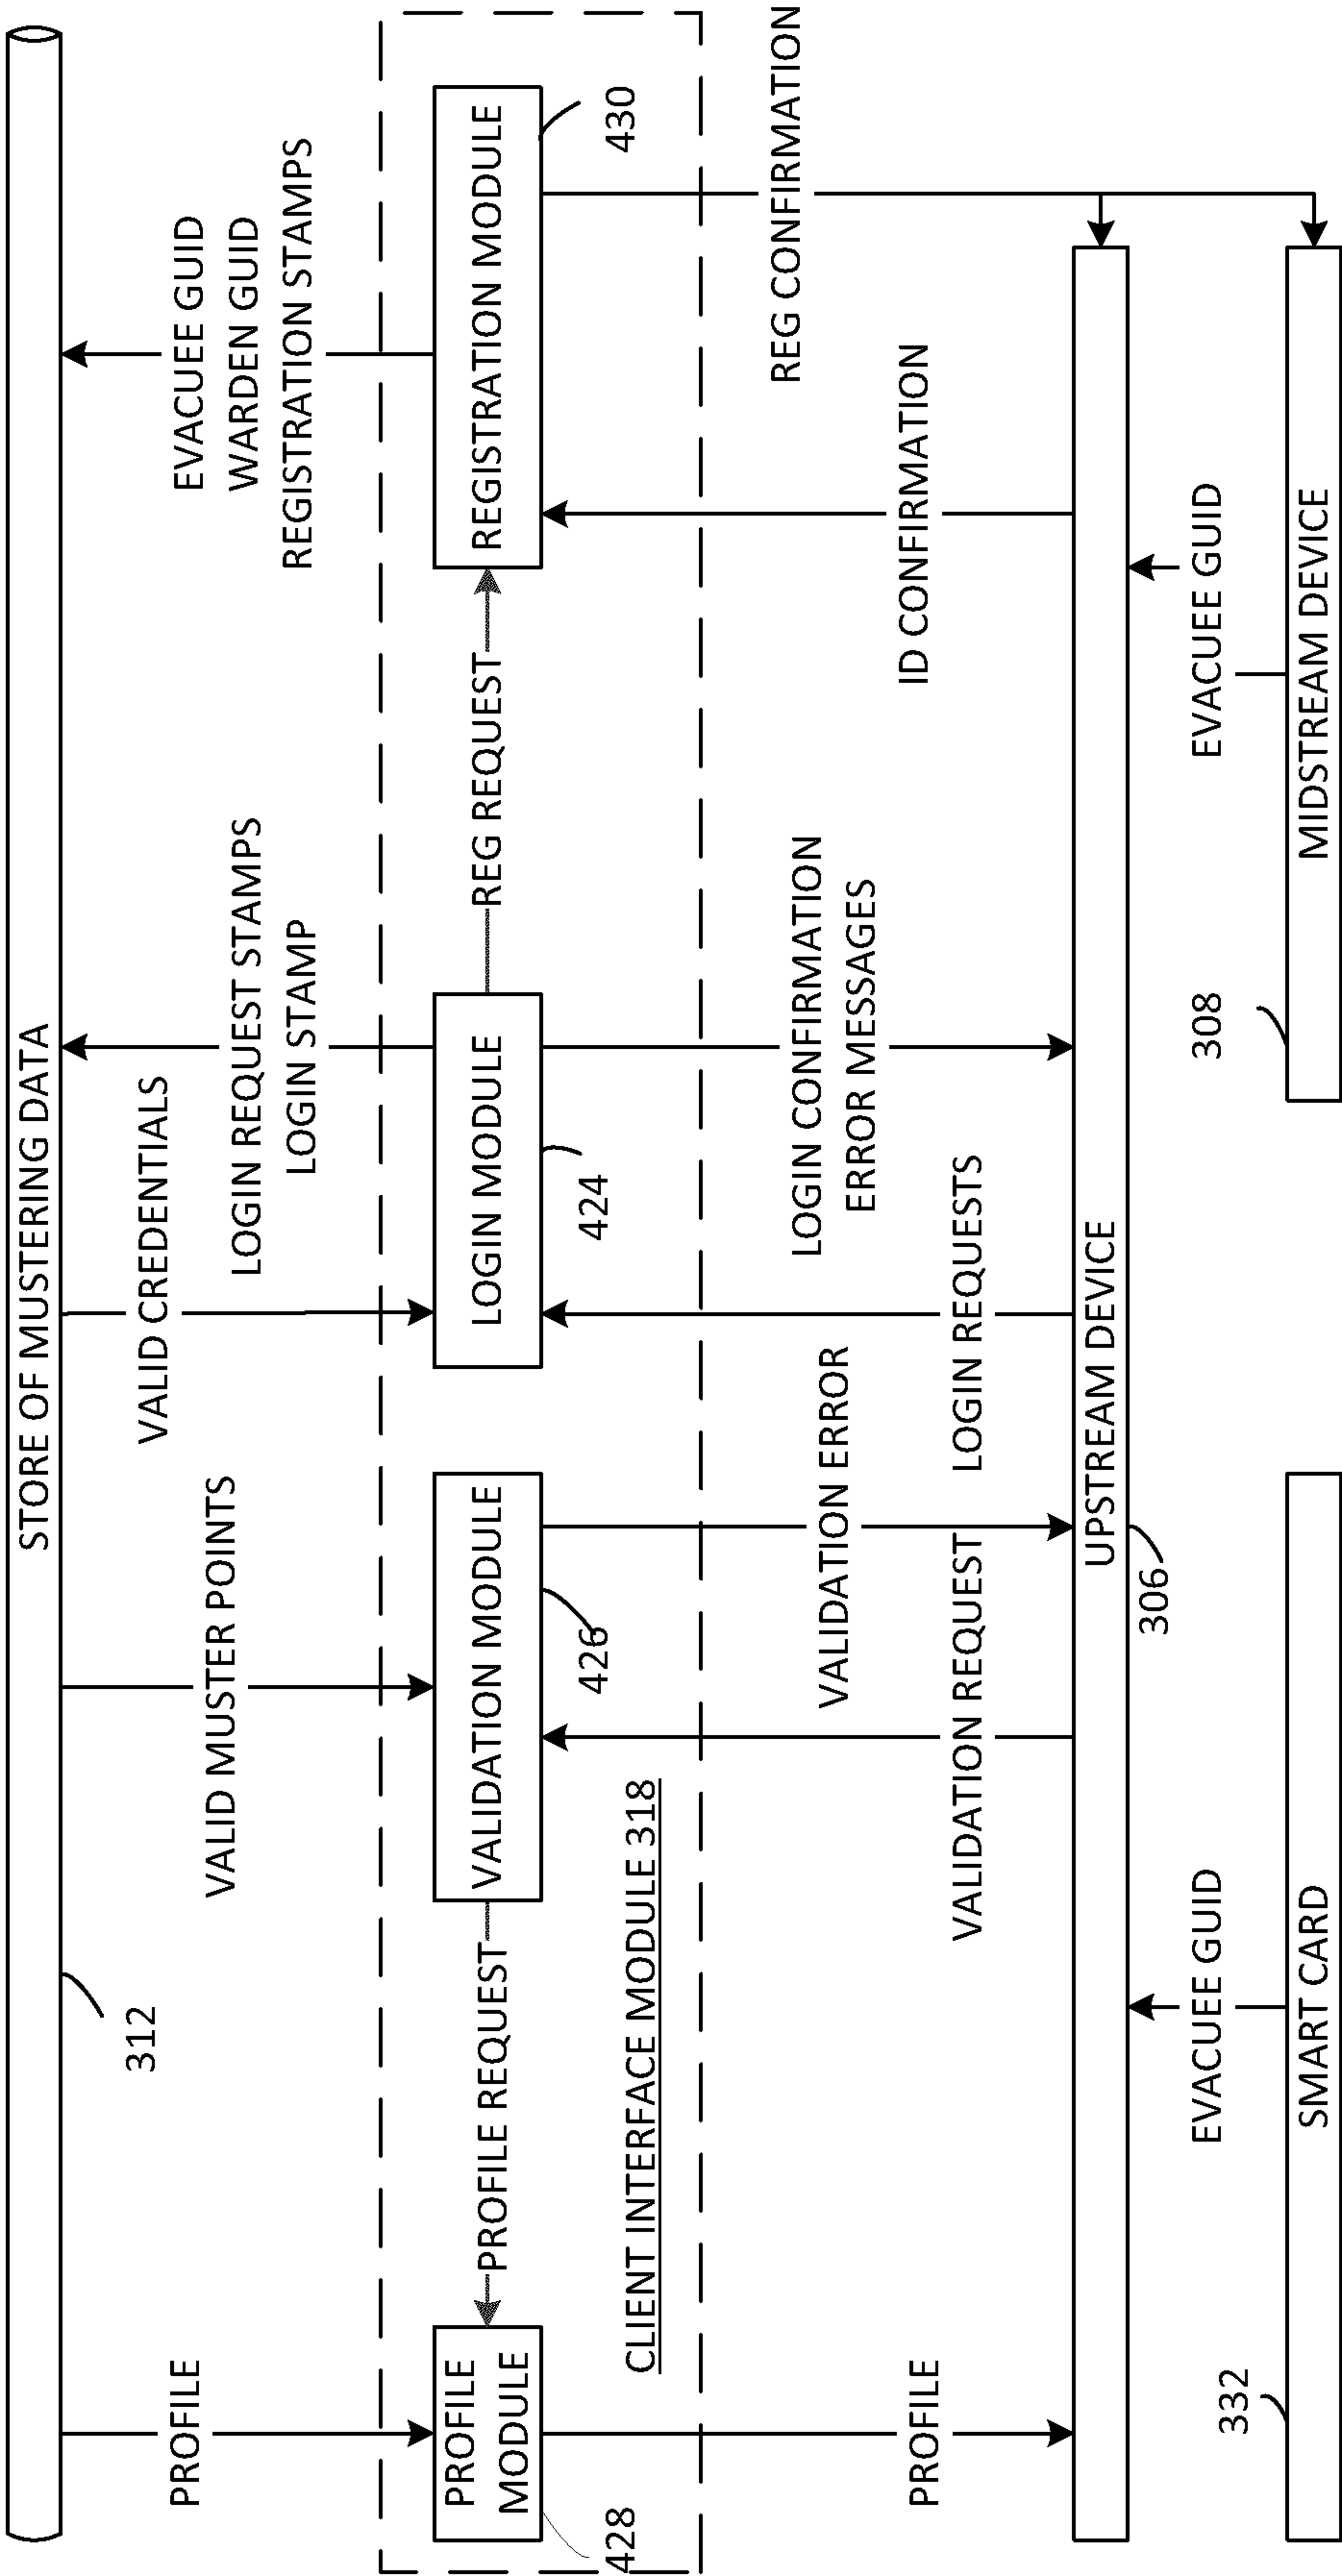 STORE OF MUSTERING DATA
312
PROFILE
VALID MUSTER POINTS
VALID CREDENTIALS
LOGIN REQUEST STAMPS
LOGIN STAMP
EVACUEE GUID
WARDEN GUID
REGISTRATION STAMPS
PROFILE
MODULE
428
PROFILE REQUEST
VALIDATION MODULE
426
LOGIN MODULE
424
REG REQUEST
REGISTRATION MODULE
430
CLIENT INTERFACE MODULE 318
PROFILE
VALIDATION REQUEST
VALIDATION ERROR
LOGIN REQUESTS
LOGIN CONFIRMATION
ERROR MESSAGES
ID CONFIRMATION
REG CONFIRMATION
UPSTREAM DEVICE
306
EVACUEE GUID
EVACUEE GUID
332
SMART CARD
308
MIDSTREAM DEVICE